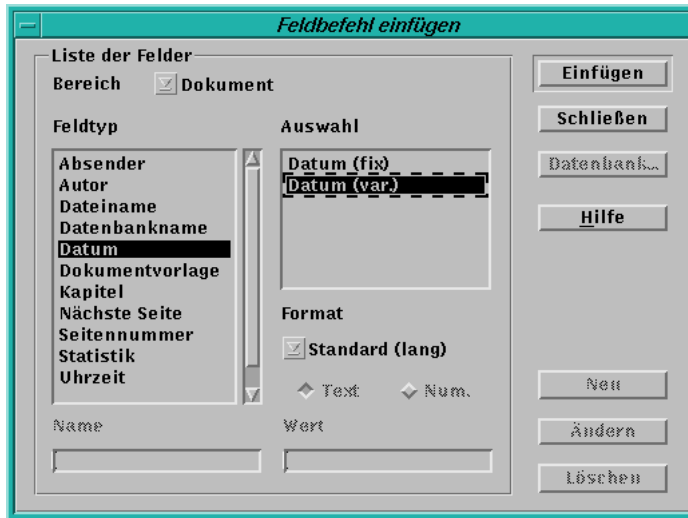 Feldbefehl einfügen
Liste der Felder
Bereich Dokument
Feldtyp
Absender
Autor
Dateiname
Datenbankname
Datum
Dokumentvorlage
Kapitel
Nächste Seite
Seitennummer
Statistik
Uhrzeit
Auswahl
Datum (fix)
Datum (var.)
Format
Standard (lang)
Text Num.
Name
Wert
Einfügen
Schließen
Datenbank...
Hilfe
Neu
Ändern
Löschen